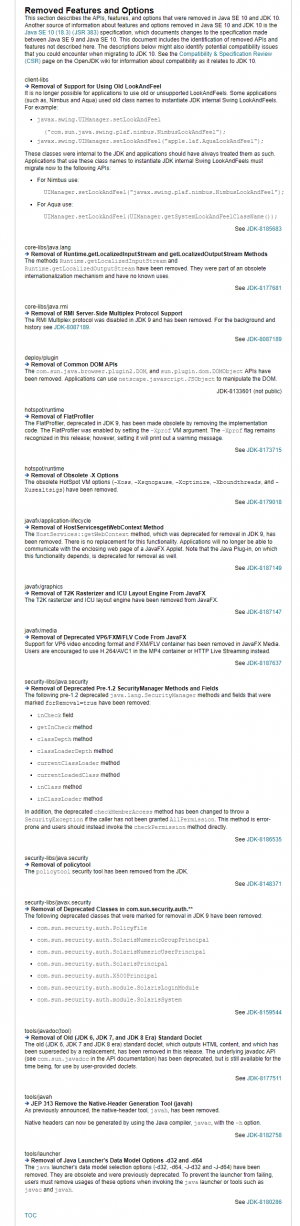 Removed Features and Options
This section describes the APIs, features, and options that were removed in Java SE 10 and JDK 10.
Another source of information about features and options removed in Java SE 10 and JDK 10 is the
Java SE 10 (18.3) (JSR 383) specification, which documents changes to the specification made
between Java SE 9 and Java SE 10. This document includes the identification of removed APIs and
features not described here. The descriptions below might also identify potential compatibility issues
that you could encounter when migrating to JDK 10. See the Compatibility & Specification Review
(CSR) page on the OpenJDK wiki for information about compatibility as it relates to JDK 10.
client-libs
➜ Removal of Support for Using Old LookAndFeel
It is no longer possible for applications to use old or unsupported LookAndFeels. Some applications
(such as, Nimbus and Aqua) used old class names to instantiate JDK internal Swing LookAndFeels.
For example:
• javax.swing.UIManager.setLookAndFeel
("com.sun.java.swing.plaf.nimbus.NimbusLookAndFeel");
• javax.swing.UIManager.setLookAndFeel("apple.laf.AquaLookAndFeel");
These classes were internal to the JDK and applications should have always treated them as such.
Applications that use these class names to instantiate JDK internal Swing LookAndFeels must
migrate now to the following APIs:
• For Nimbus use:
UIManager.setLookAndFeel("javax.swing.plaf.nimbus.NimbusLookAndFeel");
• For Aqua use:
UIManager.setLookAndFeel(UIManager.getSystemLookAndFeelClassName());
See JDK-8185683
core-libs/java.lang
➜ Removal of Runtime.getLocalizedInputStream and getLocalizedOutputStream Methods
The methods Runtime.getLocalizedInputStream and
Runtime.getLocalizedOutputStream have been removed. They were part of an obsolete
internationalization mechanism and have no known uses.
See JDK-8177681
core-libs/java.rmi
➜ Removal of RMI Server-Side Multiplex Protocol Support
The RMI Multiplex protocol was disabled in JDK 9 and has been removed. For the background and
history see JDK-8087189.
See JDK-8087189
deploy/plugin
➜ Removal of Common DOM APIs
The com.sun.java.browser.plugin2.DOM, and sun.plugin.dom.DOMObject APIs have
been removed. Applications can use netscape.javascript.JSObject to manipulate the DOM.
JDK-8133601 (not public)
hotspot/runtime
➜ Removal of FlatProfiler
The FlatProfiler, deprecated in JDK 9, has been made obsolete by removing the implementation
code. The FlatProfiler was enabled by setting the -Xprof VM argument. The -Xprof flag remains
recognized in this release; however, setting it will print out a warning message.
See JDK-8173715
hotspot/runtime
➜ Removal of Obsolete -X Options
The obsolete HotSpot VM options (-Xoss, -Xsqnopause, -Xoptimize, -Xboundthreads, and -
Xusealtsigs) have been removed.
See JDK-8179018
javafx/application-lifecycle
➜ Removal of HostServicesgetWebContext Method
The HostServices::getWebContext method, which was deprecated for removal in JDK 9, has
been removed. There is no replacement for this functionality. Applications will no longer be able to
communicate with the enclosing web page of a JavaFX Applet. Note that the Java Plug-in, on which
this functionality depends, is deprecated for removal as well.
See JDK-8187149
javafx/graphics
➜ Removal of T2K Rasterizer and ICU Layout Engine From JavaFX
The T2K rasterizer and ICU layout engine have been removed from JavaFX.
See JDK-8187147
javafx/media
➜ Removal of Deprecated VP6/FXM/FLV Code From JavaFX
Support for VP6 video encoding format and FXM/FLV container has been removed in JavaFX Media.
Users are encouraged to use H.264/AVC1 in the MP4 container or HTTP Live Streaming instead.
See JDK-8187637
security-libs/java.security
➜ Removal of Deprecated Pre-1.2 SecurityManager Methods and Fields
The following pre-1.2 deprecated java.lang.SecurityManager methods and fields that were
marked forRemoval=true have been removed:
• inCheck field
• getInCheck method
• classDepth method
• classLoaderDepth method
• currentClassLoader method
• currentLoadedClass method
• inClass method
• inClassLoader method
In addition, the deprecated checkMemberAccess method has been changed to throw a
SecurityException if the caller has not been granted AllPermission. This method is error-
prone and users should instead invoke the checkPermission method directly.
See JDK-8186535
security-libs/java.security
➜ Removal of policytool
The policytool security tool has been removed from the JDK.
See JDK-8148371
security-libs/javax.security
➜ Removal of Deprecated Classes in com.sun.security.auth.**
The following deprecated classes that were marked for removal in JDK 9 have been removed:
• com.sun.security.auth.PolicyFile
• com.sun.security.auth.SolarisNumericGroupPrincipal
• com.sun.security.auth.SolarisNumericUserPrincipal
• com.sun.security.auth.SolarisPrincipal
• com.sun.security.auth.X500Principal
• com.sun.security.auth.module.SolarisLoginModule
• com.sun.security.auth.module.SolarisSystem
See JDK-8159544
tools/javadoc(tool)
➜ Removal of Old (JDK 6, JDK 7, and JDK 8 Era) Standard Doclet
The old (JDK 6, JDK 7 and JDK 8 era) standard doclet, which outputs HTML content, and which has
been superseded by a replacement, has been removed in this release. The underlying javadoc API
(see com.sun.javadoc in the API documentation) has been deprecated, but is still available for the
time being, for use by user-provided doclets.
See JDK-8177511
tools/javah
➜ JEP 313 Remove the Native-Header Generation Tool (javah)
As previously announced, the native-header tool, javah, has been removed.
Native headers can now be generated by using the Java compiler, javac, with the -h option.
See JDK-8182758
tools/launcher
➜ Removal of Java Launcher's Data Model Options -d32 and -d64
The java launcher's data model selection options (-d32, -d64, -J-d32 and -J-d64) have been
removed. They are obsolete and were previously deprecated. To prevent the launcher from failing,
users must remove usages of these options when invoking the java launcher or tools such as
javac and javah.
See JDK-8180286
TOC